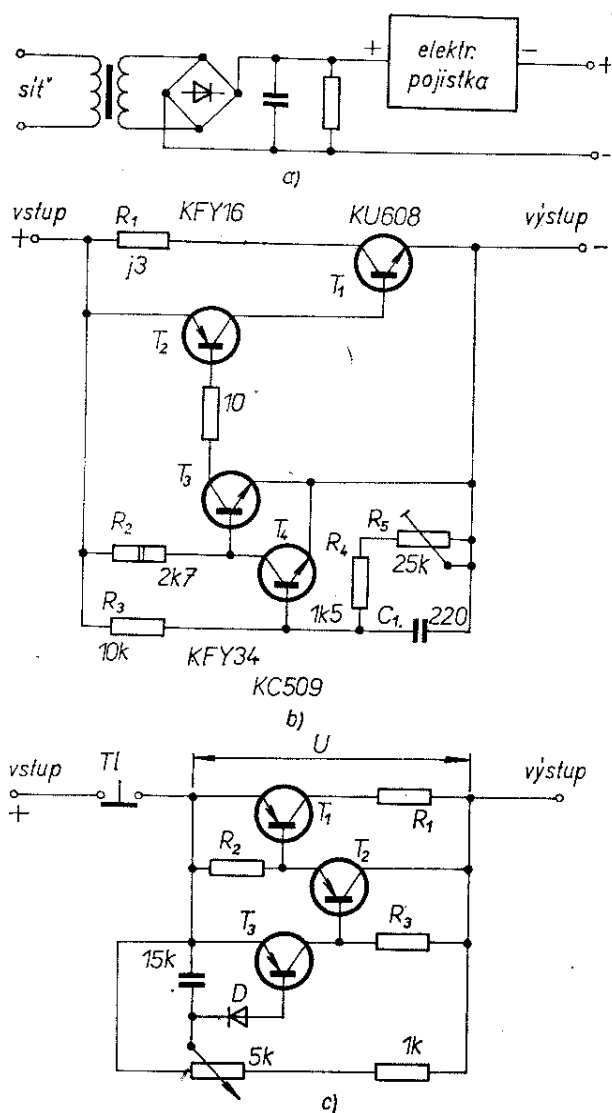 síť
+
elektr.
pojistka
−
+
−
a)
vstup
+
R1
j3
KFY16
KU608
T1
výstup
−
T2
10
T3
R2
2k7
T4
R4
1k5
R5
25k
R3
10k
C1.
220
KFY34
KC509
b)
U
vstup
+
Tl
T1
R1
výstup
R2
T2
T3
R3
15k
D
5k
1k
c)